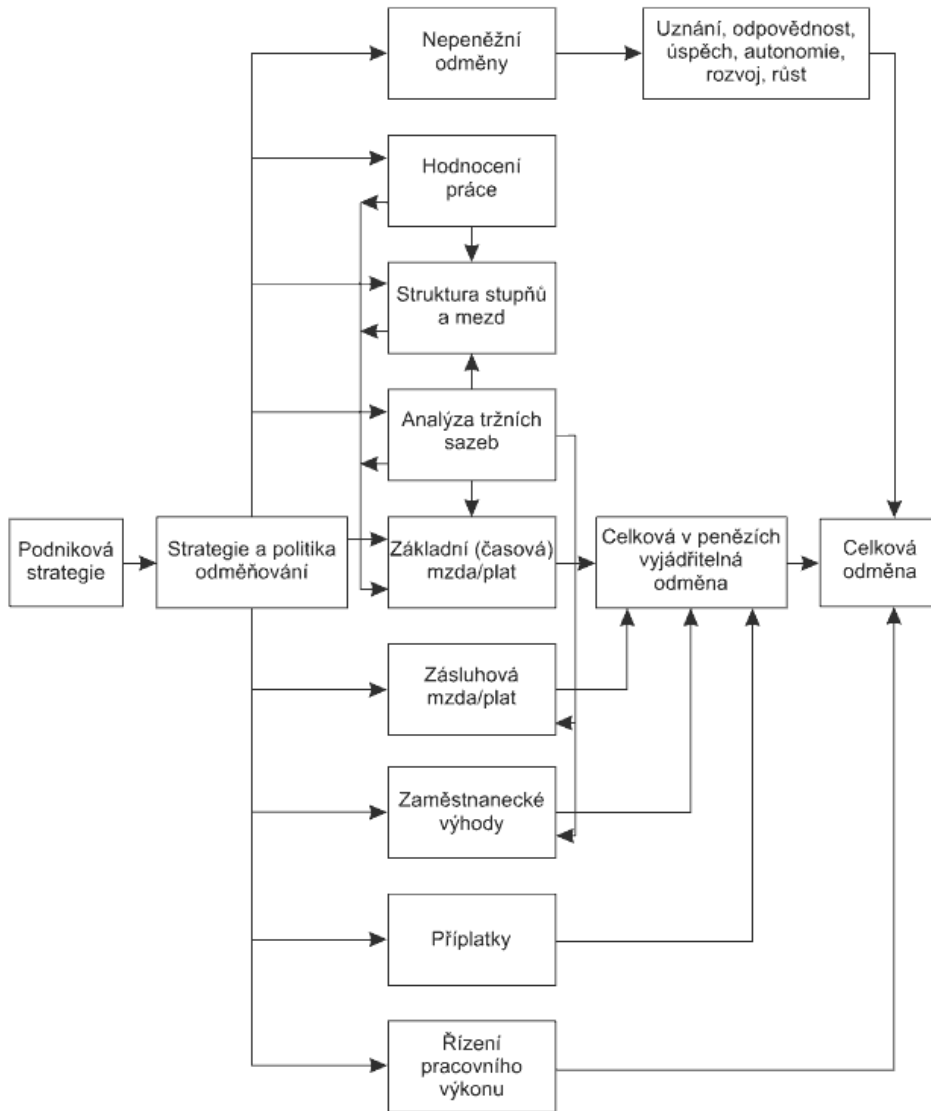 Nepeněžní
odměny
Uznání, odpovědnost,
úspěch, autonomie,
rozvoj, růst
Hodnocení
práce
Struktura stupňů
a mezd
Analýza tržních
sazeb
Podniková
strategie
Strategie a politika
odměňování
Základní (časová)
mzda/plat
Celková v penězích
vyjádřitelná
odměna
Celková
odměna
Zásluhová
mzda/plat
Zaměstnanecké
výhody
Příplatky
Řízení
pracovního
výkonu